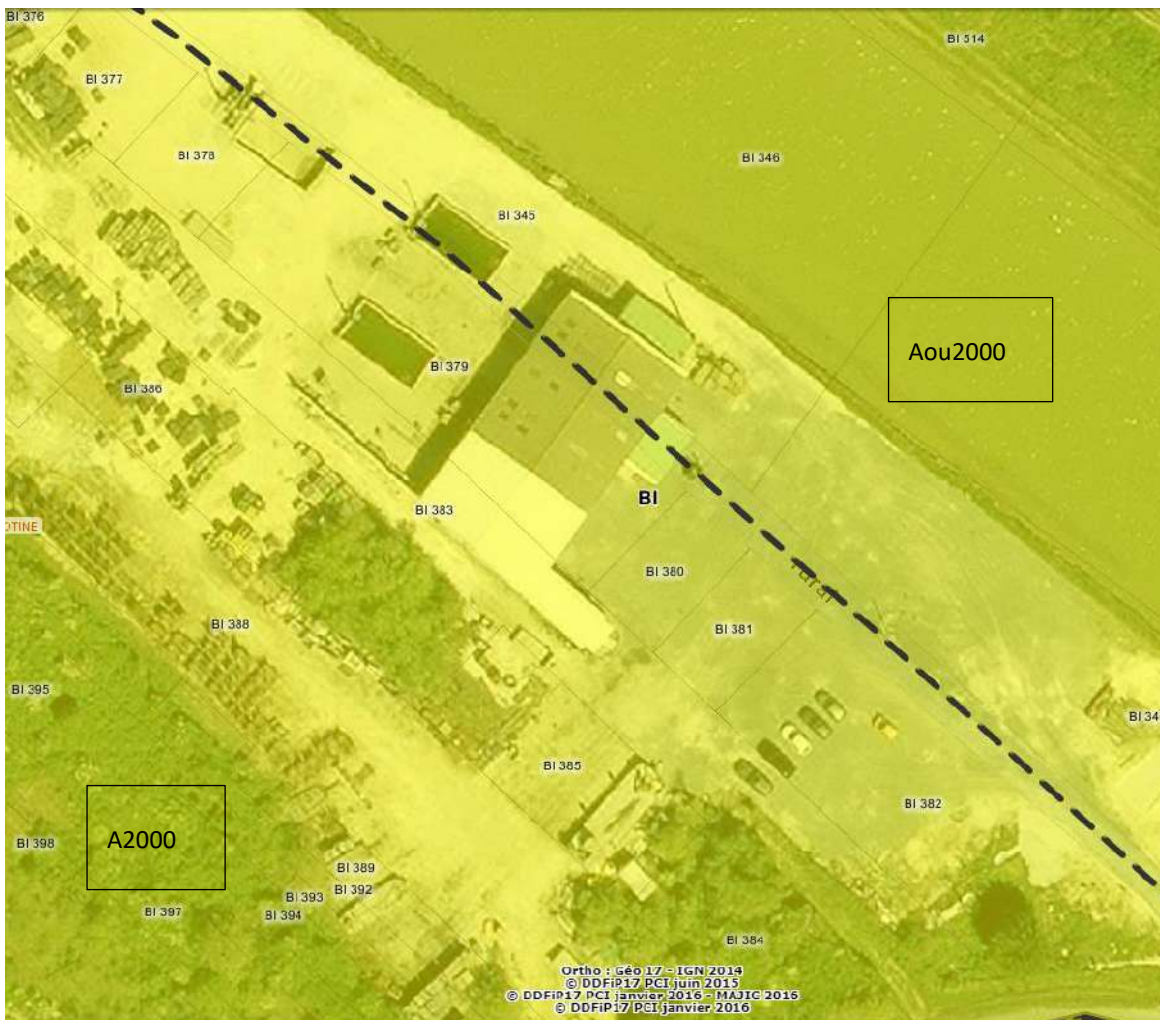 BI 376
BI 514
BI 377
BI 378
BI 346
BI 345
Aou2000
BI 379
BI 386
BI
BI 383
OTINE
BI 380
BI 388
BI 381
BI 395
BI 34
BI 385
BI 382
A2000
BI 398
BI 389
BI 392
BI 393
BI 397
BI 394
BI 384
Ortho : Géo 17 - IGN 2014
© DDFiP17 PCI juin 2015
© DDFiP17 PCI janvier 2016 - MAJIC 2016
© DDFiP17 PCI janvier 2016